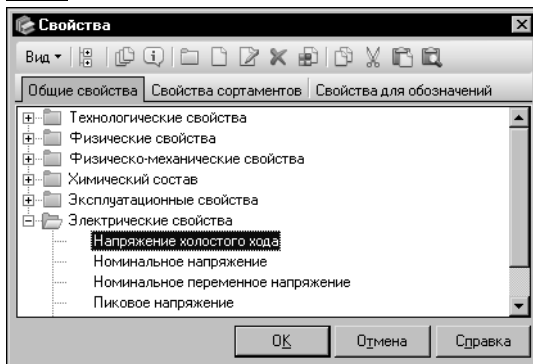 Свойства
Вид
Общие свойства Свойства сортаментов Свойства для обозначений
Технологические свойства
Физические свойства
Физическо-механические свойства
Химический состав
Эксплуатационные свойства
Электрические свойства
Напряжение холостого хода
Номинальное напряжение
Номинальное переменное напряжение
Пиковое напряжение
OK Отмена Справка